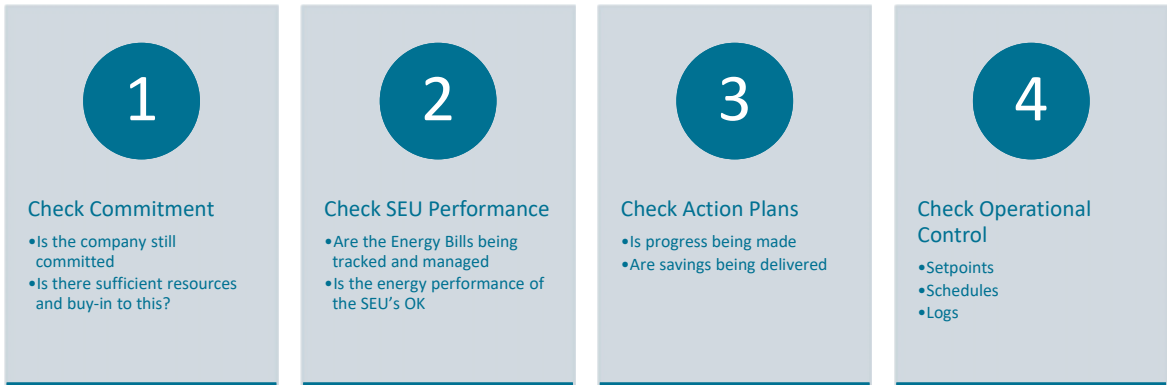 1
Check Commitment
•Is the company still
committed
•Is there sufficient resources
and buy-in to this?
2
Check SEU Performance
•Are the Energy Bills being
tracked and managed
•Is the energy performance of
the SEU's OK
3
Check Action Plans
•Is progress being made
•Are savings being delivered
4
Check Operational
Control
•Setpoints
•Schedules
•Logs